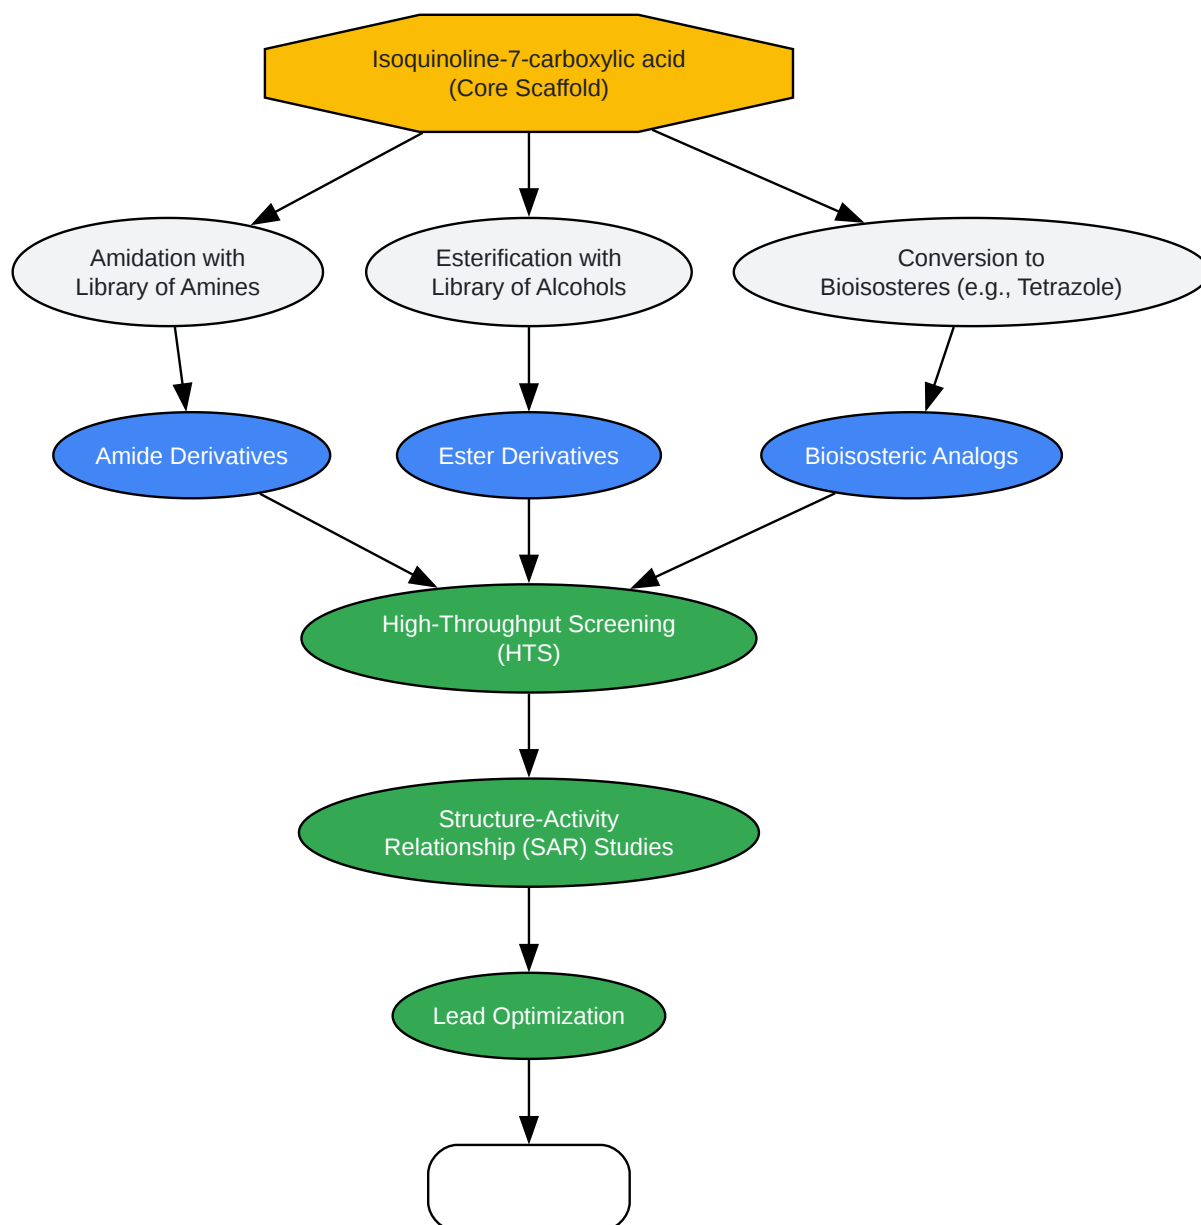 Isoquinoline-7-carboxylic acid
(Core Scaffold)
Amidation with
Library of Amines
Esterification with
Library of Alcohols
Conversion to
Bioisosteres (e.g., Tetrazole)
Amide Derivatives
Ester Derivatives
Bioisosteric Analogs
High-Throughput Screening
(HTS)
Structure-Activity
Relationship (SAR) Studies
Lead Optimization